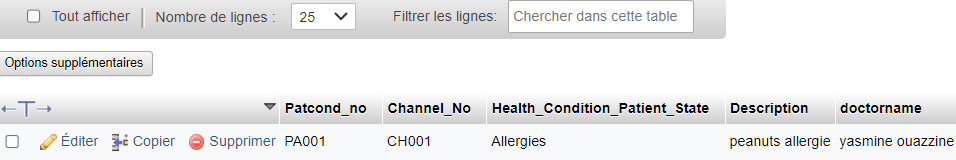 Tout afficher Nombre de lignes : 25 Filtrer les lignes: Chercher dans cette table
Options supplémentaires
Patcond_no Channel_No Health_Condition_Patient_State Description doctorname
Éditer Copier Supprimer PA001 CH001 Allergies peanuts allergie yasmine ouazzine